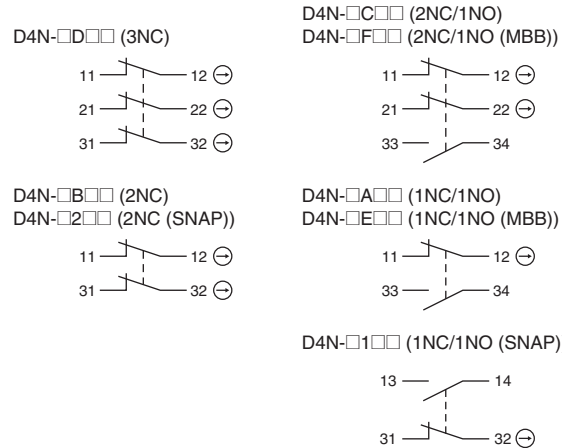 D4N-□D□□ (3NC)
11 12
21 22
31 32
D4N-□C□□ (2NC/1NO)
D4N-□F□□ (2NC/1NO (MBB))
11 12
21 22
33 34
D4N-□B□□ (2NC)
D4N-□2□□ (2NC (SNAP))
11 12
31 32
D4N-□A□□ (1NC/1NO)
D4N-□E□□ (1NC/1NO (MBB))
11 12
33 34
D4N-□1□□ (1NC/1NO (SNAP)
13 14
31 32